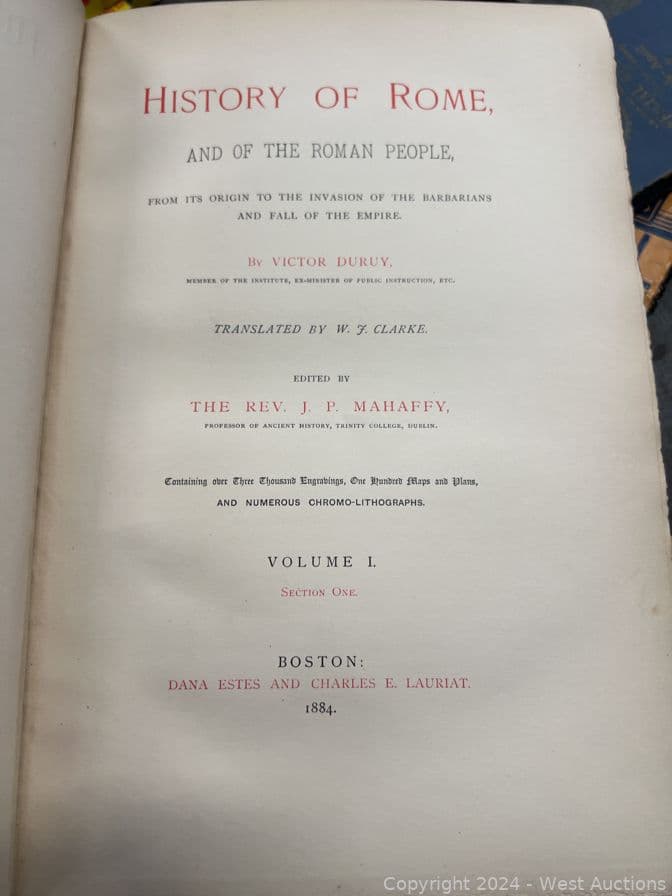 HISTORY OF ROME,
AND OF THE ROMAN PEOPLE,
FROM ITS ORIGIN TO THE INVASION OF THE BARBARIANS
AND FALL OF THE EMPIRE.
BY VICTOR DURUY,
MEMBER OF THE INSTITUTE, EX-MINISTER OF PUBLIC INSTRUCTION, ETC.
TRANSLATED BY W. J. CLARKE.
EDITED BY
THE REV. J. P. MAHAFFY,
PROFESSOR OF ANCIENT HISTORY, TRINITY COLLEGE, DUBLIN.
Containing over Three Thousand Engravings, One Hundred Maps and Plans,
AND NUMEROUS CHROMO-LITHOGRAPHS.
VOLUME I.
SECTION ONE.
BOSTON:
DANA ESTES AND CHARLES E. LAURIAT.
1884.
Copyright 2024 - West Auctions